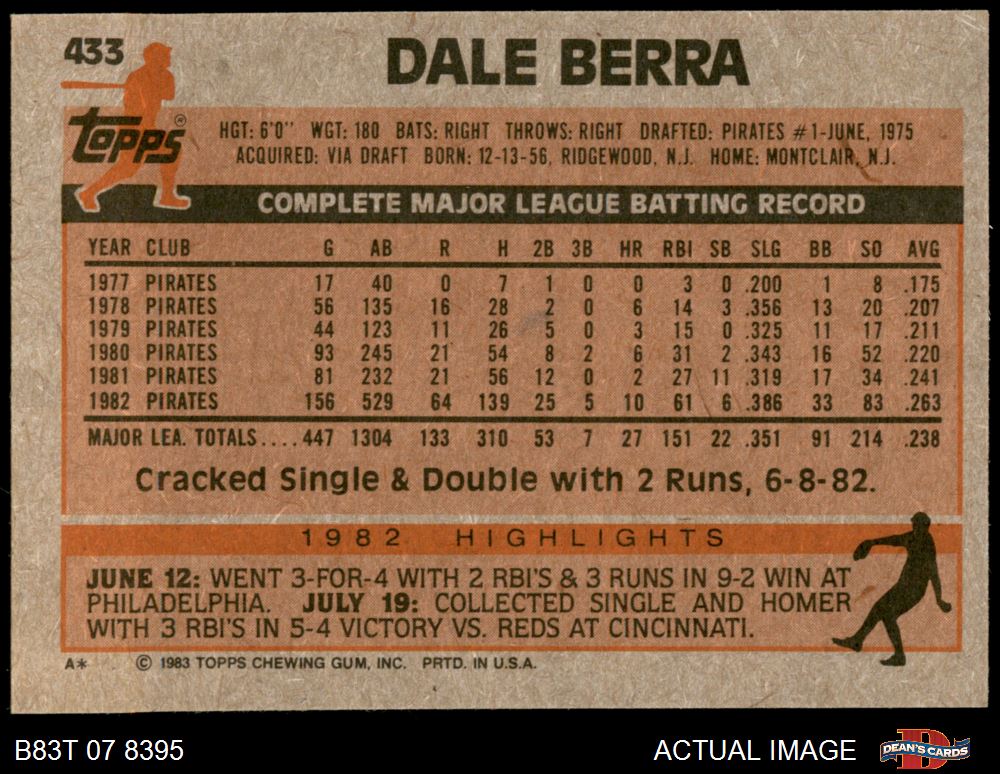 433
DALE BERRA
Topps®
HGT: 6'0" WGT: 180 BATS: RIGHT THROWS: RIGHT DRAFTED: PIRATES #1-JUNE, 1975
ACQUIRED: VIA DRAFT BORN: 12-13-56, RIDGEWOOD, N.J. HOME: MONTCLAIR, N.J.
COMPLETE MAJOR LEAGUE BATTING RECORD
YEAR CLUB G AB R H 2B 3B HR RBI SB SLG BB SO AVG
1977 PIRATES 17 40 0 7 1 0 0 3 0 .200 1 8 .175
1978 PIRATES 56 135 16 28 2 0 6 14 3 .356 13 20 .207
1979 PIRATES 44 123 11 26 5 0 3 15 0 .325 11 17 .211
1980 PIRATES 93 245 21 54 8 2 6 31 2 .343 16 52 .220
1981 PIRATES 81 232 21 56 12 0 2 27 11 .319 17 34 .241
1982 PIRATES 156 529 64 139 25 5 10 61 6 .386 33 83 .263
MAJOR LEA. TOTALS.... 447 1304 133 310 53 7 27 151 22 .351 91 214 .238
Cracked Single & Double with 2 Runs, 6-8-82.
1982 HIGHLIGHTS
JUNE 12: WENT 3-FOR-4 WITH 2 RBI'S & 3 RUNS IN 9-2 WIN AT
PHILADELPHIA. JULY 19: COLLECTED SINGLE AND HOMER
WITH 3 RBI'S IN 5-4 VICTORY VS. REDS AT CINCINNATI.
A* © 1983 TOPPS CHEWING GUM, INC. PRTD. IN U.S.A.
B83T 07 8395 ACTUAL IMAGE DEAN'S CARDS